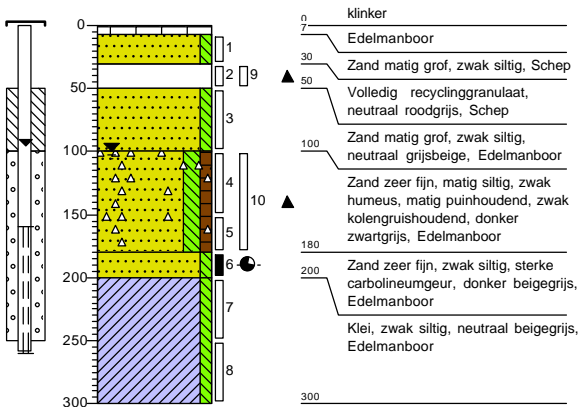 0
50
100
150
200
250
300
1
2
9
3
4
10
5
6
7
8
0
klinker
7
Edelmanboor
30
Zand matig grof, zwak siltig, Schep
50
Volledig recyclinggranulaat,
neutraal roodgrijs, Schep
100
Zand matig grof, zwak siltig,
neutraal grijsbeige, Edelmanboor
Zand zeer fijn, matig siltig, zwak
humeus, matig puinhoudend, zwak
kolengruishoudend, donker
zwartgrijs, Edelmanboor
180
Zand zeer fijn, zwak siltig, sterke
carbolineumgeur, donker beigegrijs,
Edelmanboor
200
Klei, zwak siltig, neutraal beigegrijs,
Edelmanboor
300